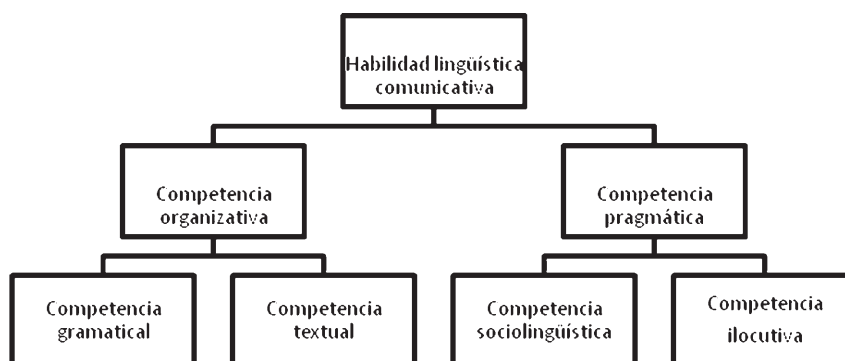 Habilidad lingüística
comunicativa
Competencia
organizativa
Competencia
pragmática
Competencia
gramatical
Competencia
textual
Competencia
sociolingüística
Competencia
ilocutiva